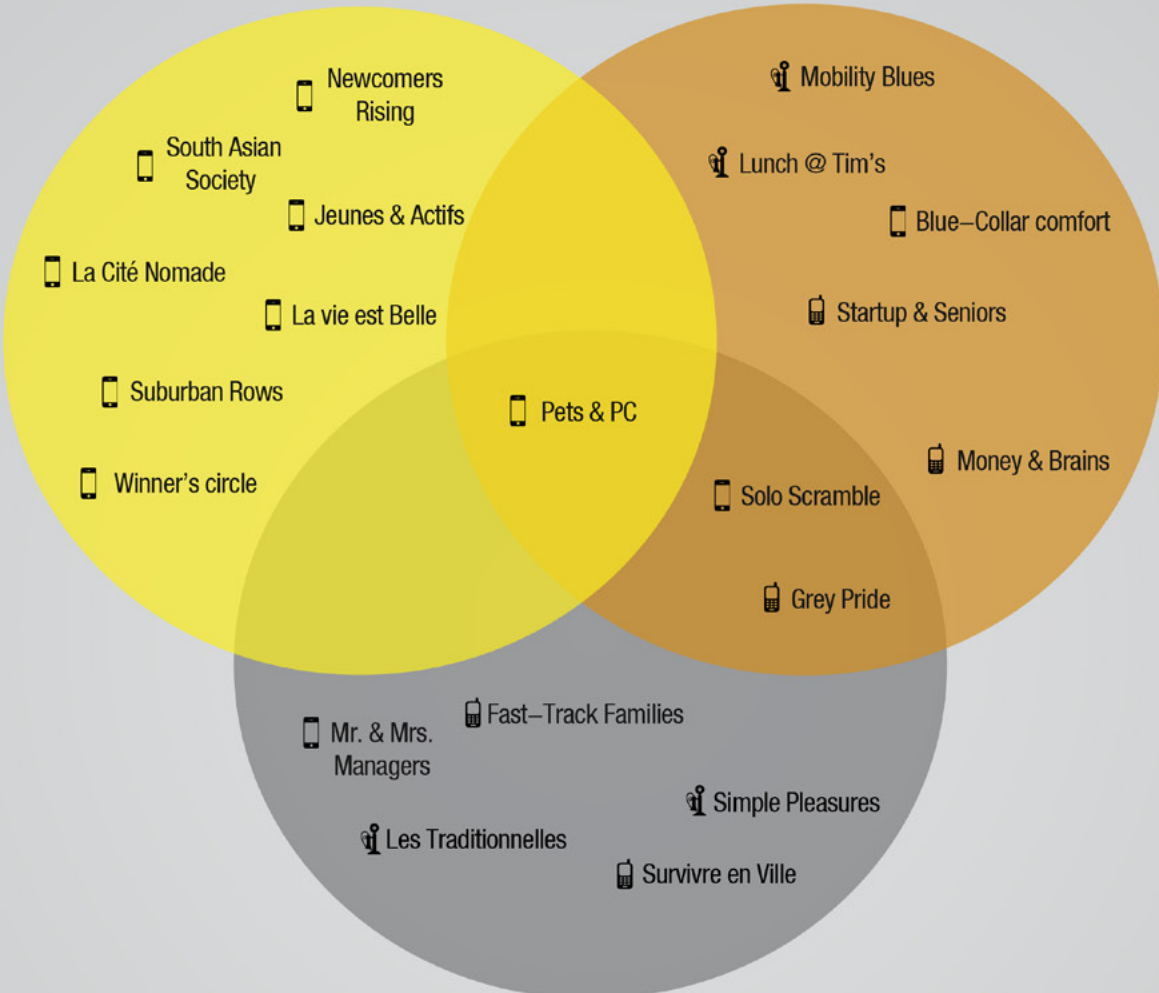 Newcomers
Rising
South Asian
Society
Jeunes & Actifs
La Cité Nomade
La vie est Belle
Suburban Rows
Winner's circle
Mobility Blues
Lunch @ Tim's
Blue–Collar comfort
Startup & Seniors
Money & Brains
Pets & PC
Solo Scramble
Grey Pride
Fast–Track Families
Mr. & Mrs.
Managers
Simple Pleasures
Les Traditionnelles
Survivre en Ville